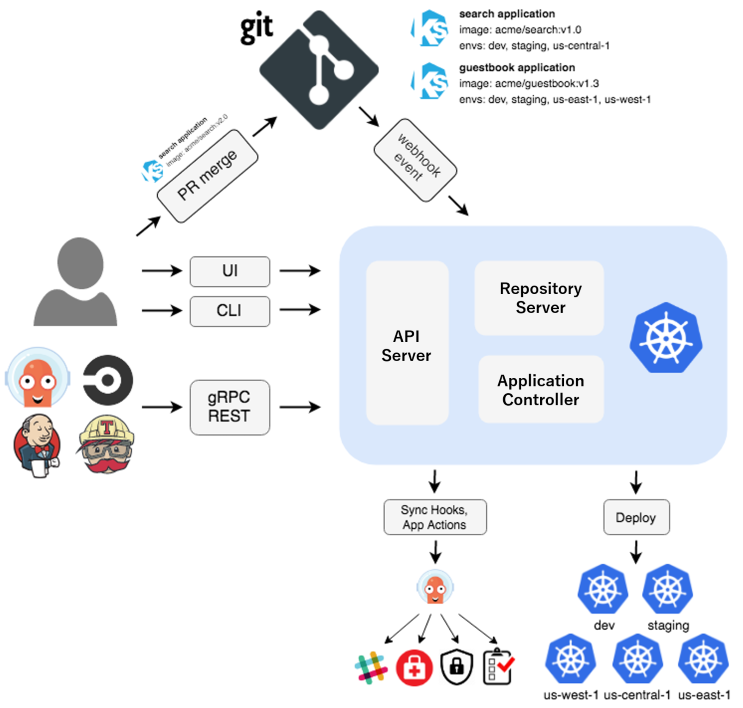 git
search application
image: acme/search:v1.0
envs: dev, staging, us-central-1
guestbook application
image: acme/guestbook:v1.3
envs: dev, staging, us-east-1, us-west-1
Ks
Ks
search application
image: acme/search:v2.0
Ks
PR merge
webhook
event
UI
CLI
gRPC
REST
API
Server
Repository
Server
Application
Controller
T
Sync Hooks,
App Actions
Deploy
dev
staging
us-west-1
us-central-1
us-east-1